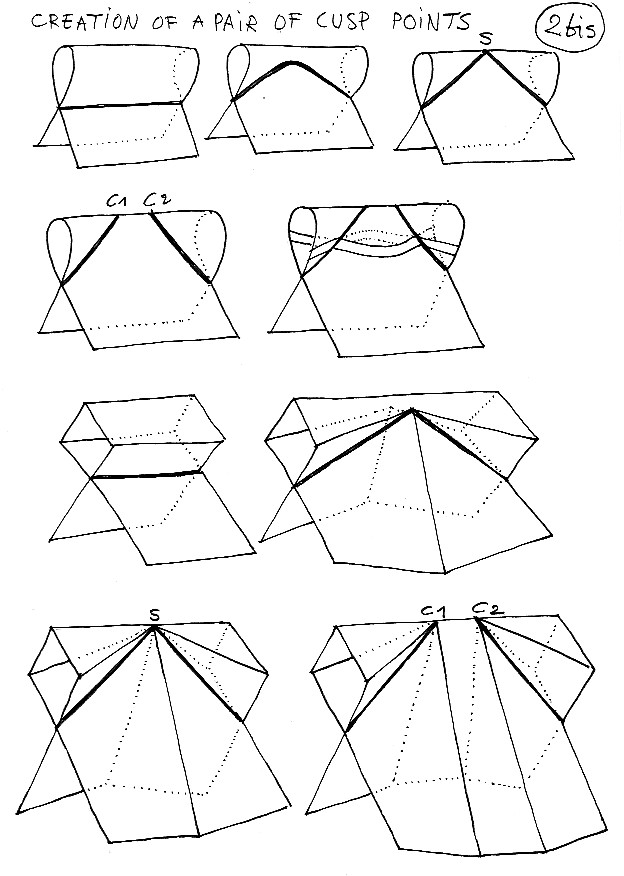 CREATION OF A PAIR OF CUSP POINTS
2bis
S
C1 C2
S
C1 C2